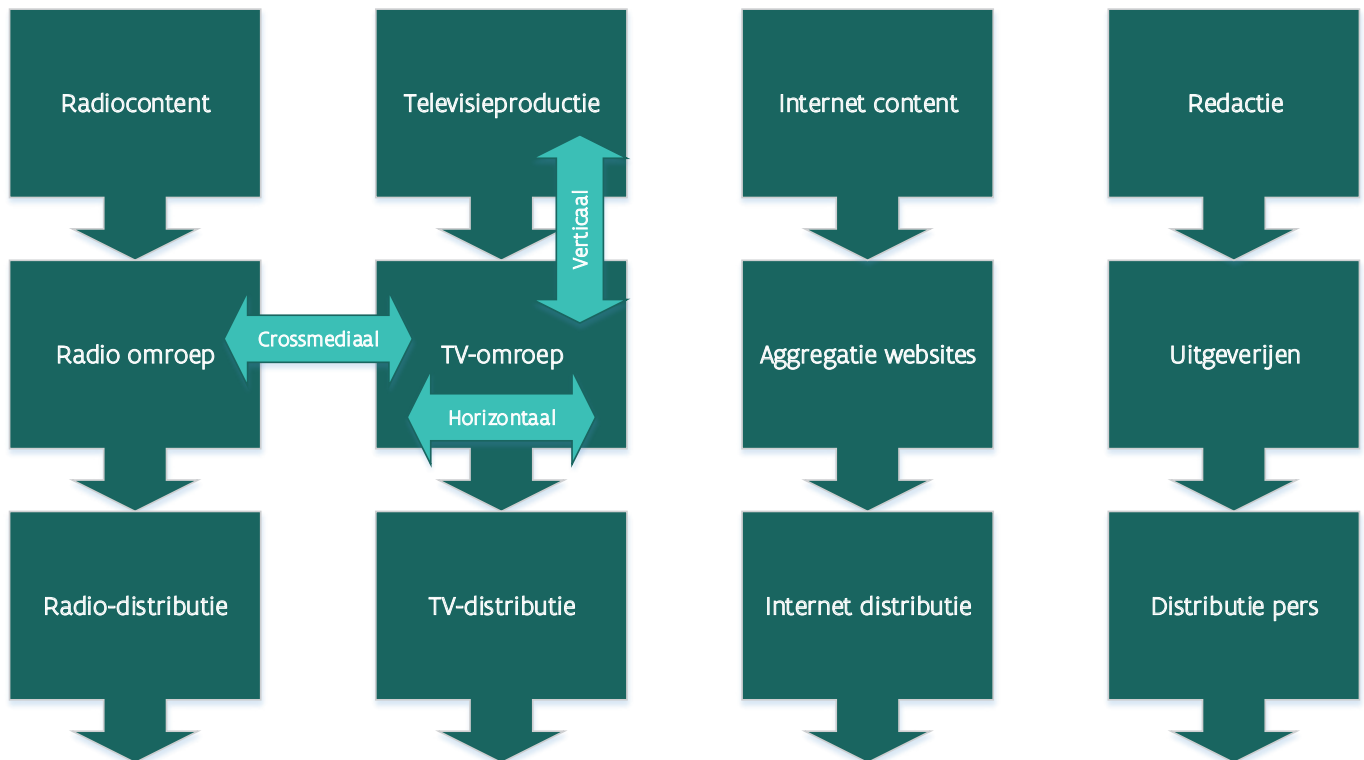 Radiocontent
Televisieproductie
Internet content
Redactie
Verticaal
Radio omroep
Crossmediaal
TV-omroep
Horizontaal
Aggregatie websites
Uitgeverijen
Radio-distributie
TV-distributie
Internet distributie
Distributie pers